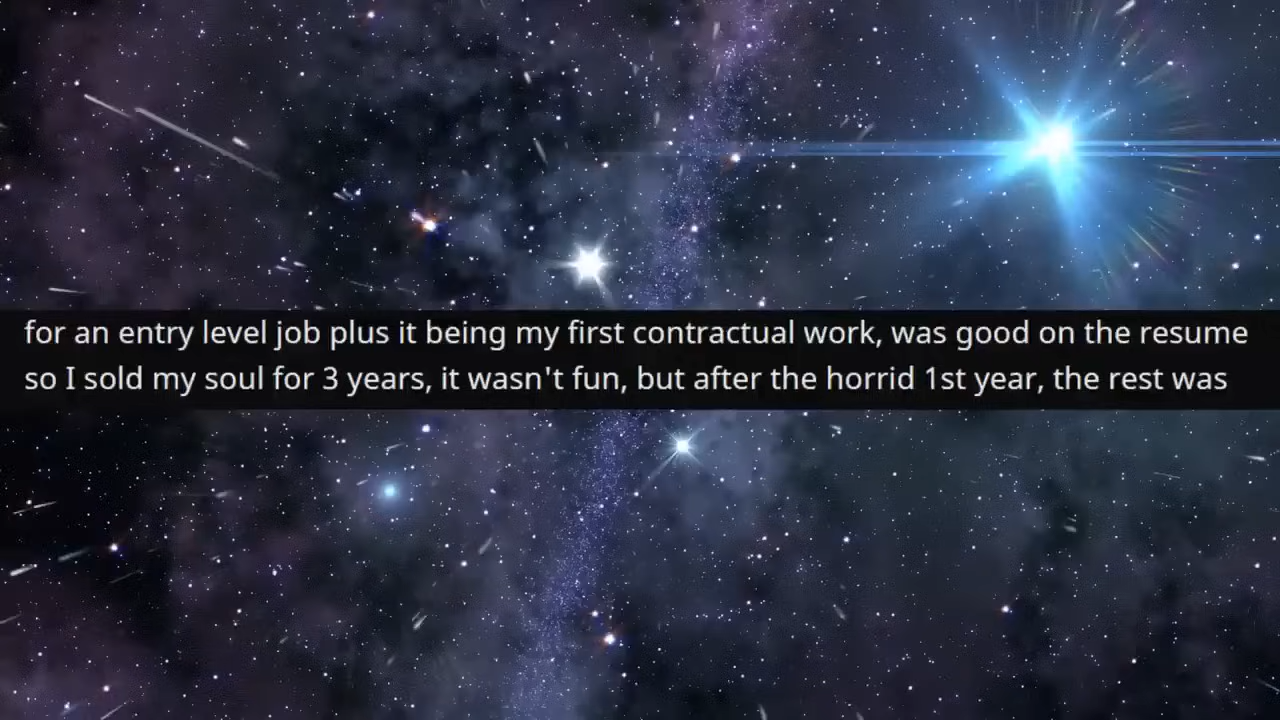 for an entry level job plus it being my first contractual work, was good on the resume
so I sold my soul for 3 years, it wasn't fun, but after the horrid 1st year, the rest was